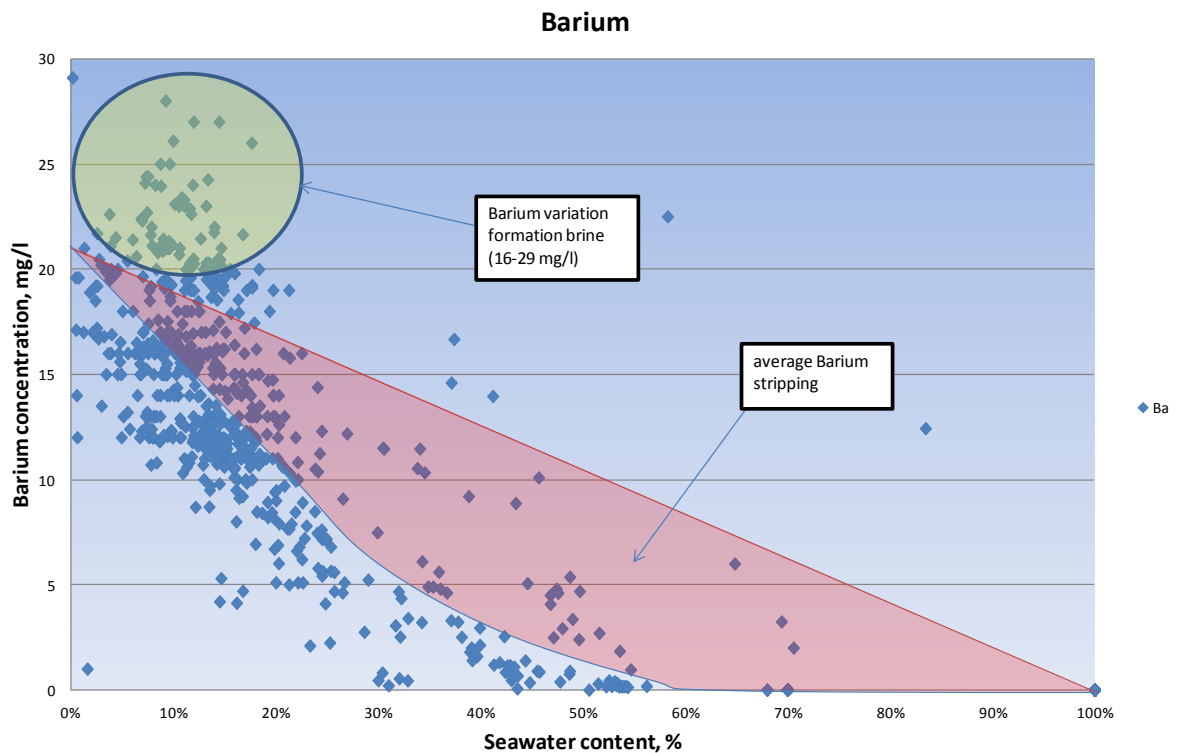 Barium
30
25
20
15
10
5
0
Barium concentration, mg/l
Barium variation
formation brine
(16-29 mg/l)
average Barium
stripping
Ba
0%
10%
20%
30%
40%
50%
60%
70%
80%
90%
100%
Seawater content, %